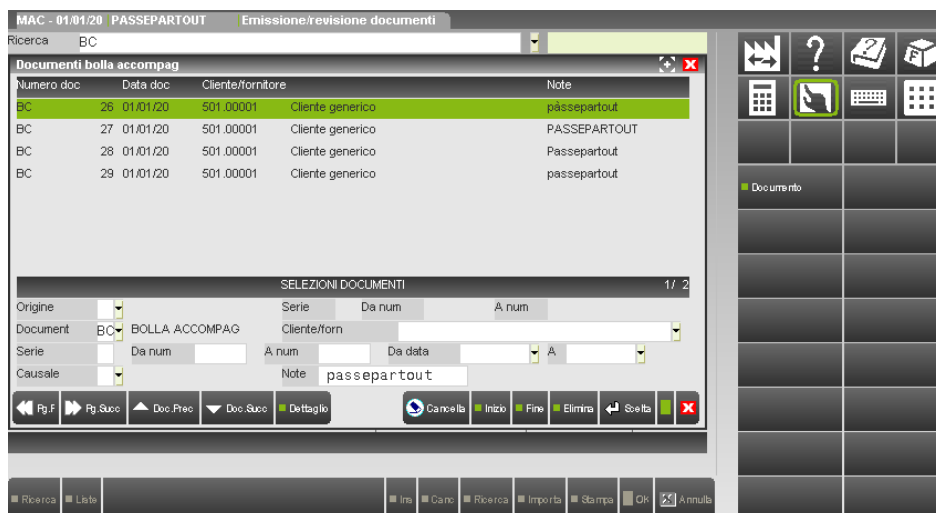 MAC - 01/01/20 PASSEPARTOUT Emissione/revisione documenti
Ricerca BC
Documenti bolla accompag
Numero doc Data doc Cliente/fornitore Note
BC 26 01/01/20 501.00001 Cliente generico pàssepartout
BC 27 01/01/20 501.00001 Cliente generico PASSEPARTOUT
BC 28 01/01/20 501.00001 Cliente generico Passepartout
BC 29 01/01/20 501.00001 Cliente generico passepartout
Documento
SELEZIONI DOCUMENTI 1/ 2
Origine Serie Da num A num
Document BC BOLLA ACCOMPAG Cliente/forn
Serie Da num A num Da data A
Causale Note passepartout
Pg.P Pg.Succ Doc.Prec Doc.Succ Dettaglio Cancella Inizio Fine Elimina Scelta
Ricerca Liste Ins Canc Ricerca Importa Stampa OK Annulla